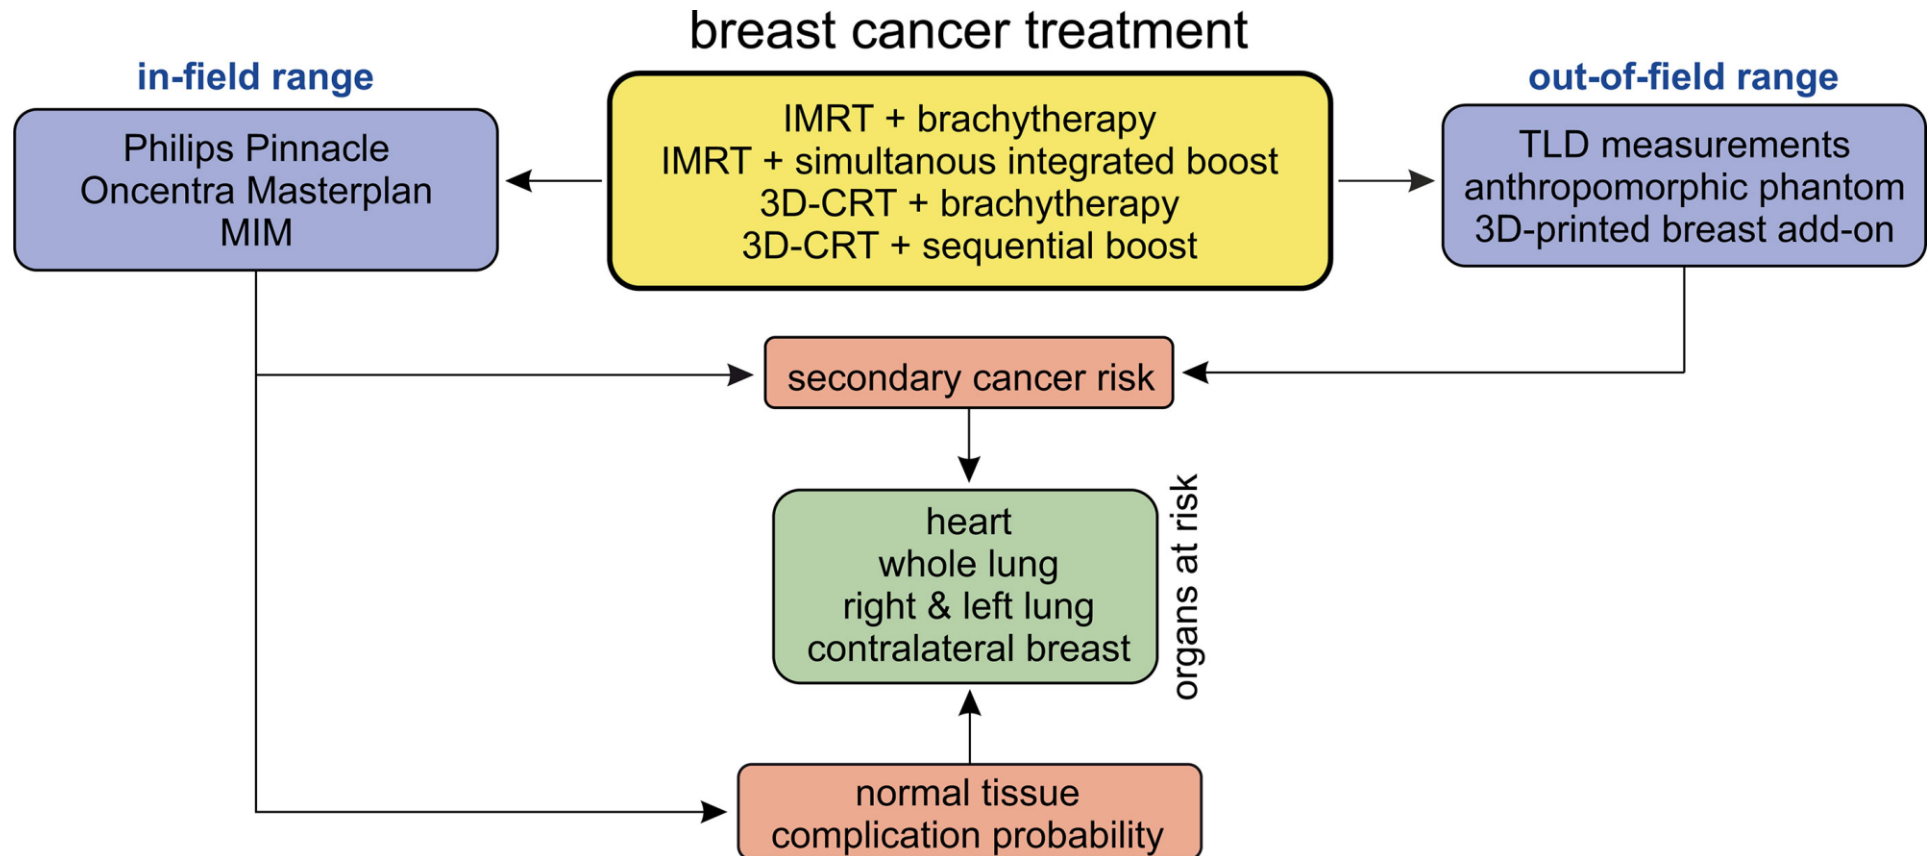 breast cancer treatment
in-field range
Philips Pinnacle
Oncentra Masterplan
MIM
IMRT + brachytherapy
IMRT + simultanous integrated boost
3D-CRT + brachytherapy
3D-CRT + sequential boost
out-of-field range
TLD measurements
anthropomorphic phantom
3D-printed breast add-on
secondary cancer risk
heart
whole lung
right & left lung
contralateral breast
organs at risk
normal tissue
complication probability